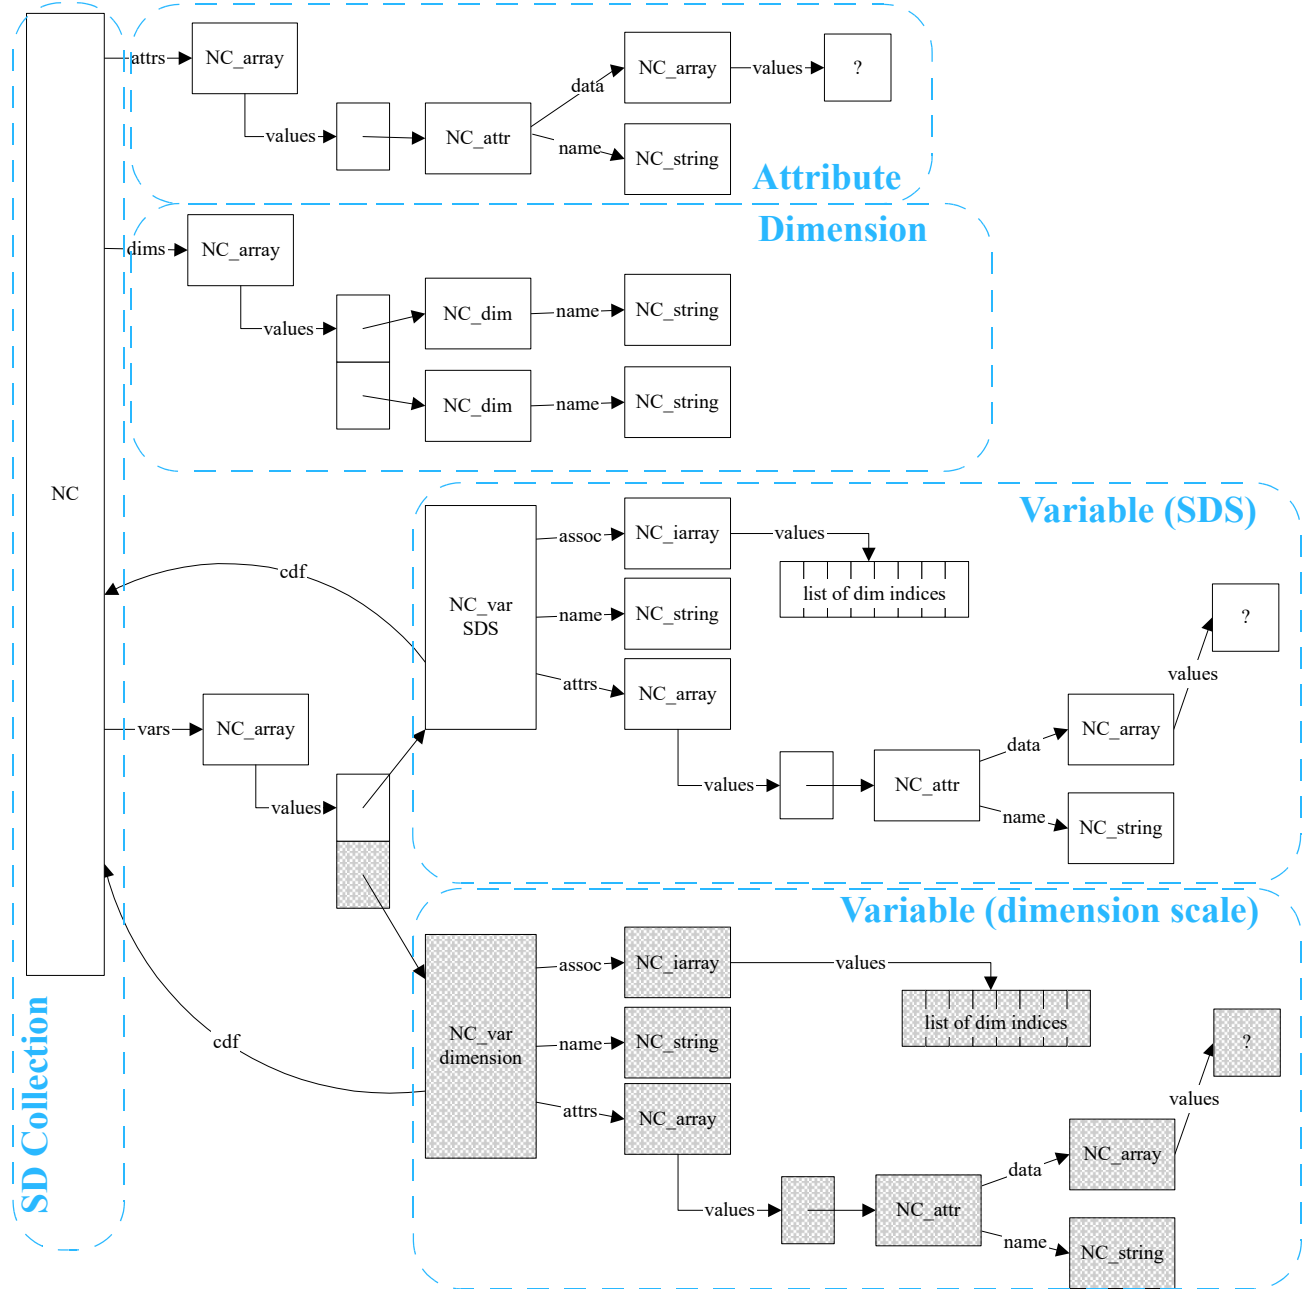 attrs
NC_array
values
NC_attr
data
NC_array
values
?
name
NC_string
Attribute
Dimension
dims
NC_array
values
NC_dim
name
NC_string
NC_dim
name
NC_string
NC
SD Collection
Variable (SDS)
cdf
NC_var
SDS
assoc
NC_iarray
values
list of dim indices
name
NC_string
attrs
NC_array
values
NC_attr
data
NC_array
values
?
name
NC_string
vars
NC_array
values
Variable (dimension scale)
cdf
NC_var
dimension
assoc
NC_iarray
values
list of dim indices
name
NC_string
attrs
NC_array
values
NC_attr
data
NC_array
values
?
name
NC_string